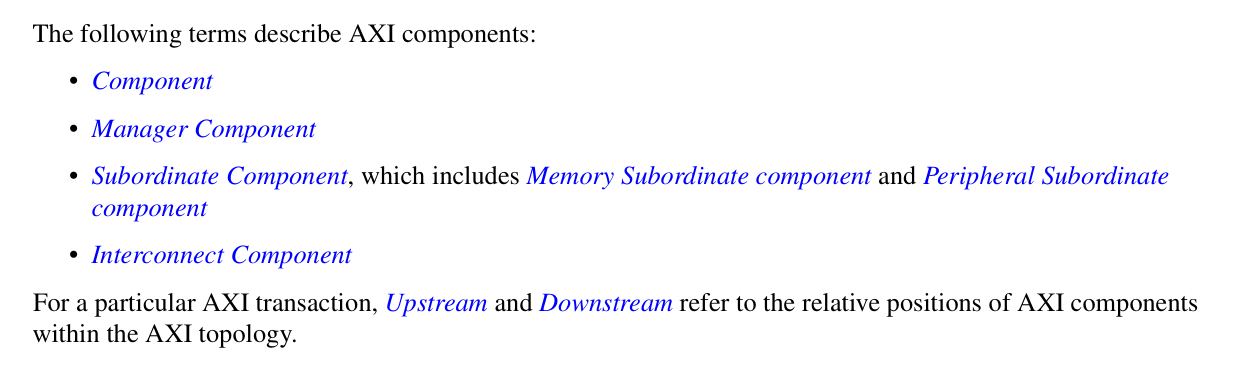 The following terms describe AXI components:
• Component
• Manager Component
• Subordinate Component, which includes Memory Subordinate component and Peripheral Subordinate
component
• Interconnect Component
For a particular AXI transaction, Upstream and Downstream refer to the relative positions of AXI components
within the AXI topology.